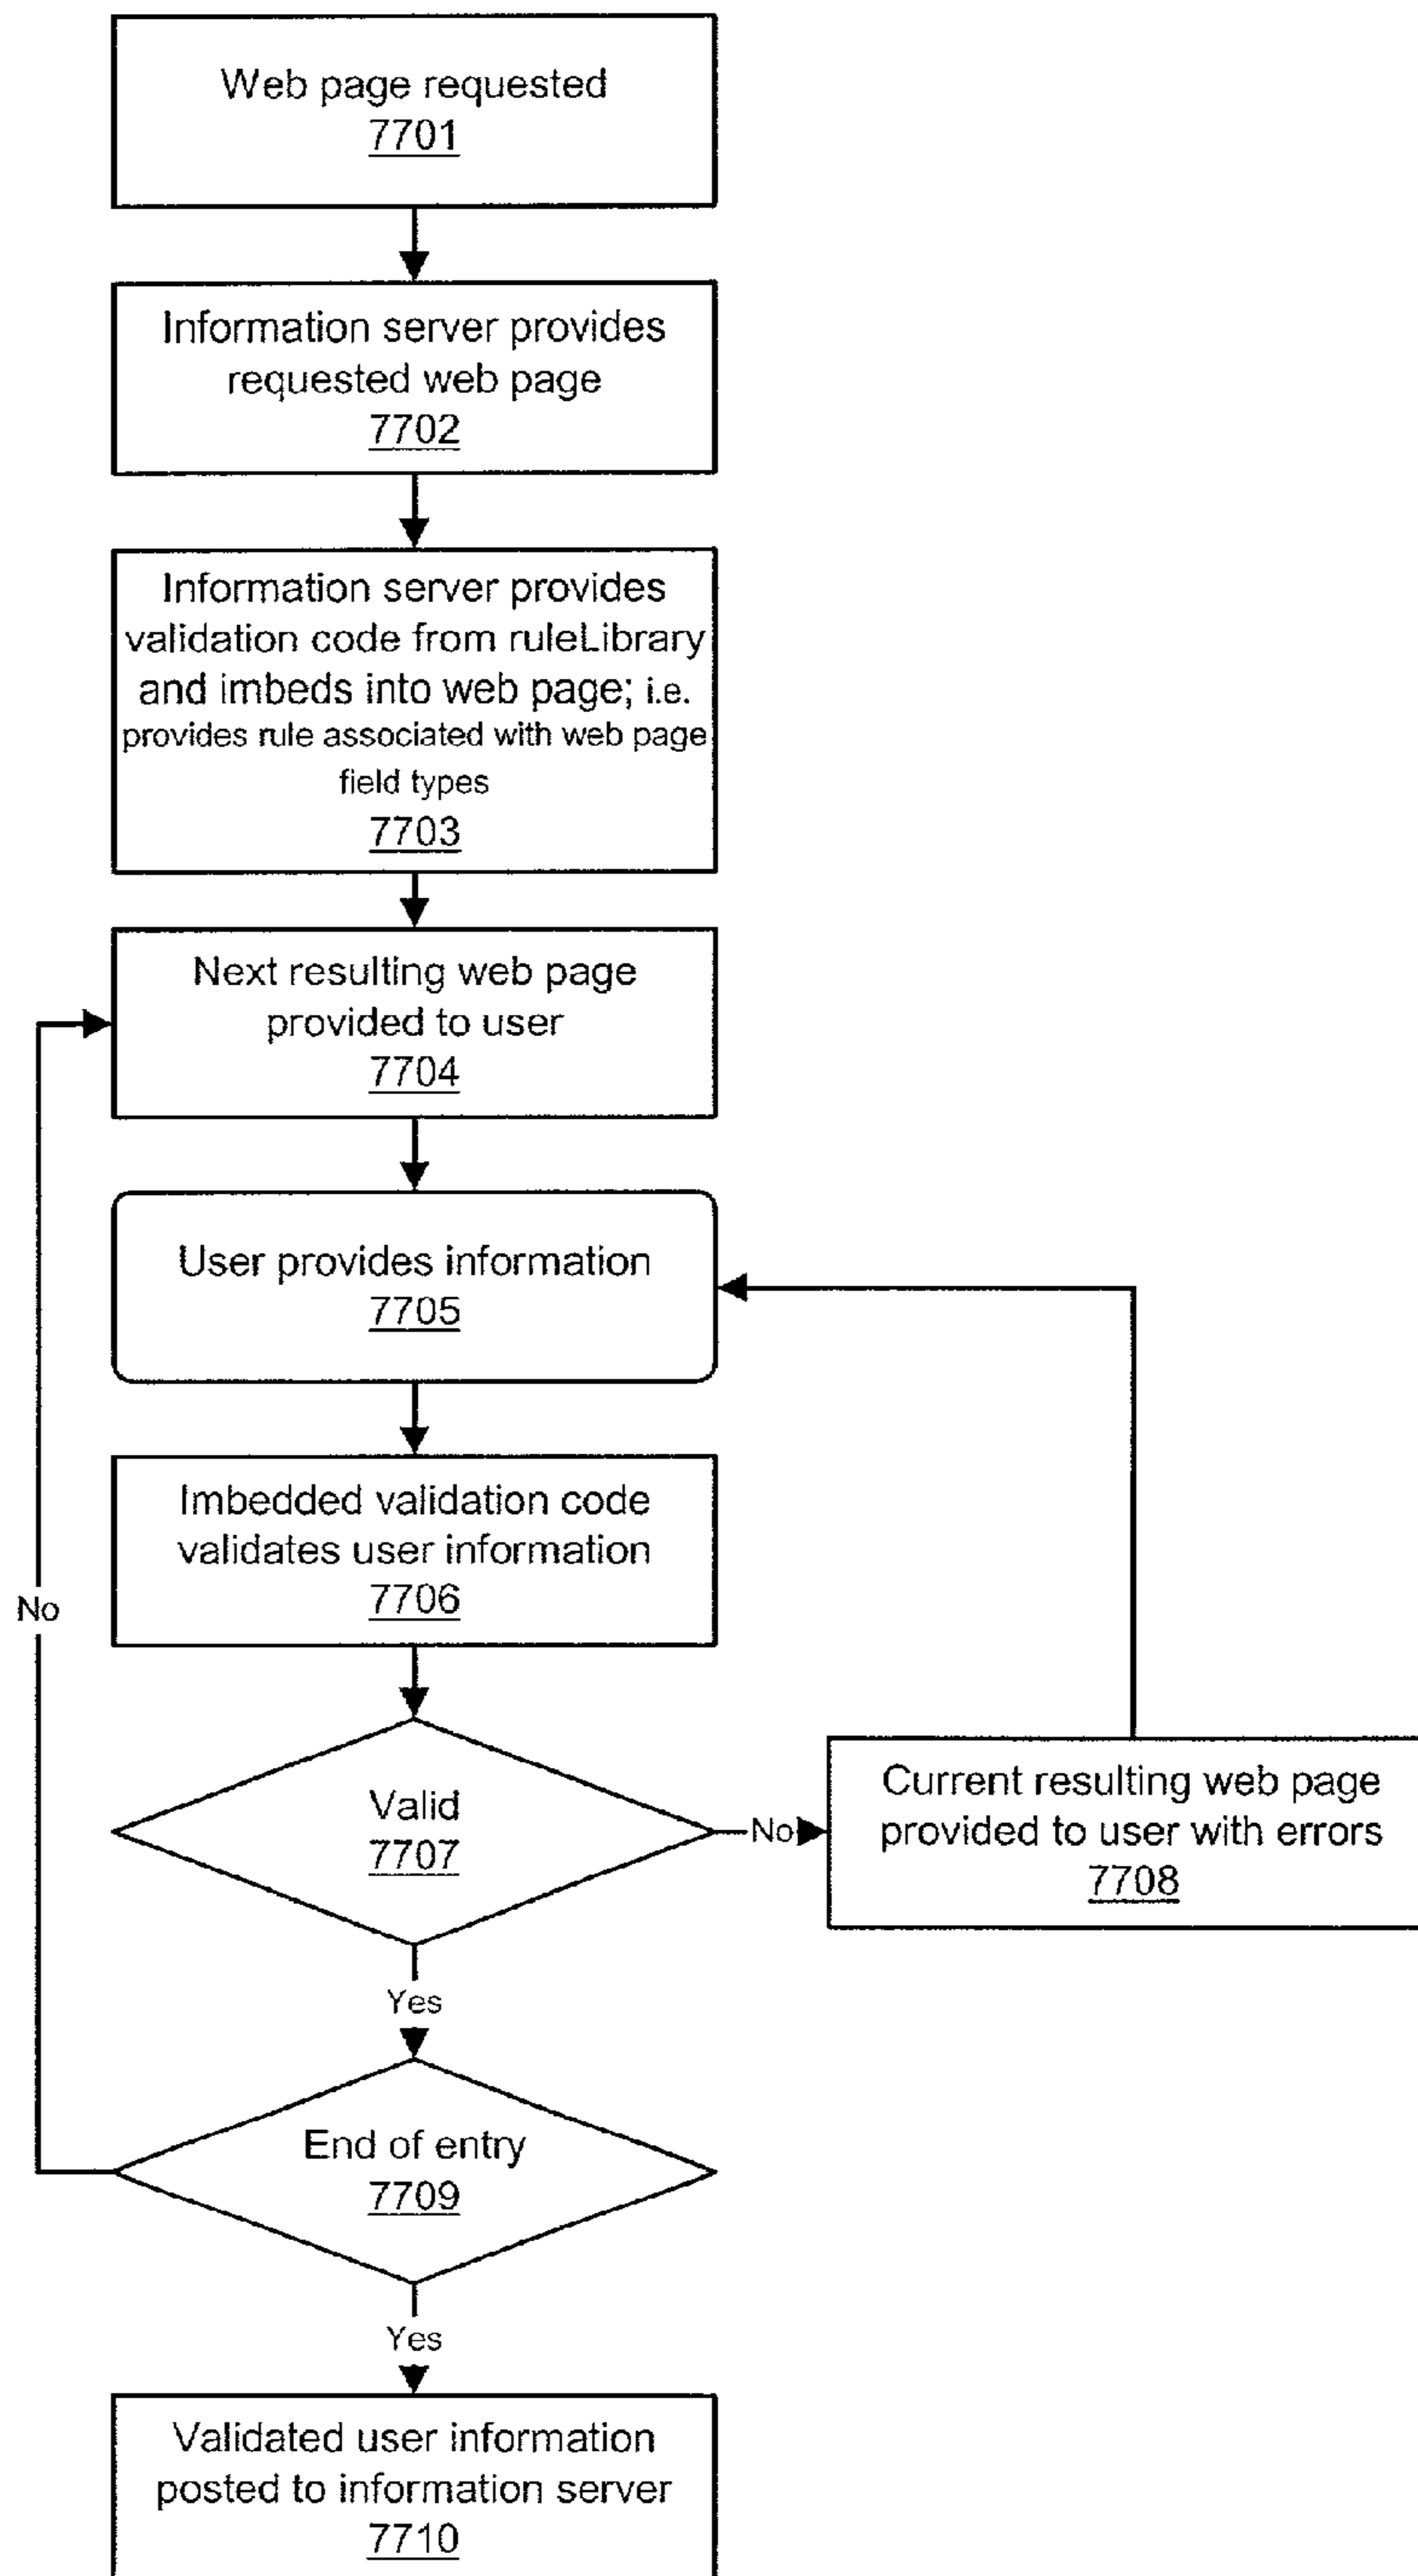 Web page requested
7701
Information server provides
requested web page
7702
Information server provides
validation code from ruleLibrary
and imbeds into web page; i.e.
provides rule associated with web page
field types
7703
Next resulting web page
provided to user
7704
User provides information
7705
Imbedded validation code
validates user information
7706
No
Valid
7707
No
Current resulting web page
provided to user with errors
7708
Yes
End of entry
7709
Yes
Validated user information
posted to information server
7710